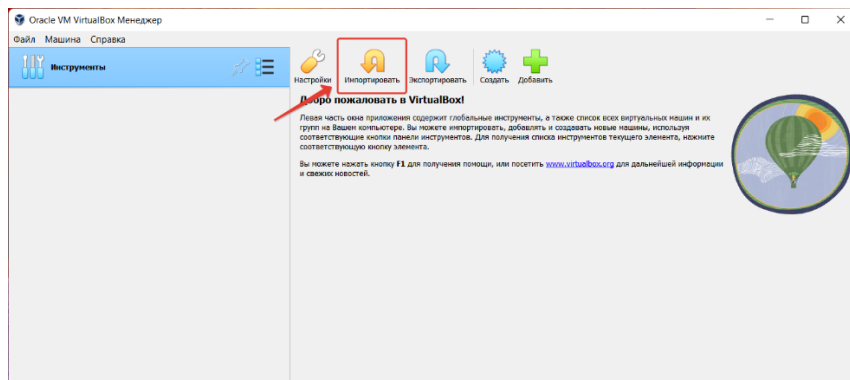 Oracle VM VirtualBox Менеджер
Файл Машина Справка
Инструменты
Настройки Импортировать Экспортировать Создать Добавить
Добро пожаловать в VirtualBox!
Левая часть окна приложения содержит глобальные инструменты, а также список всех виртуальных машин и их
групп на Вашем компьютере. Вы можете импортировать, добавлять и создавать новые машины, используя
соответствующие кнопки панели инструментов. Для получения списка инструментов текущего элемента, нажмите
соответствующую кнопку элемента.
Вы можете нажать кнопку F1 для получения помощи, или посетить www.virtualbox.org для дальнейшей информации
и свежих новостей.